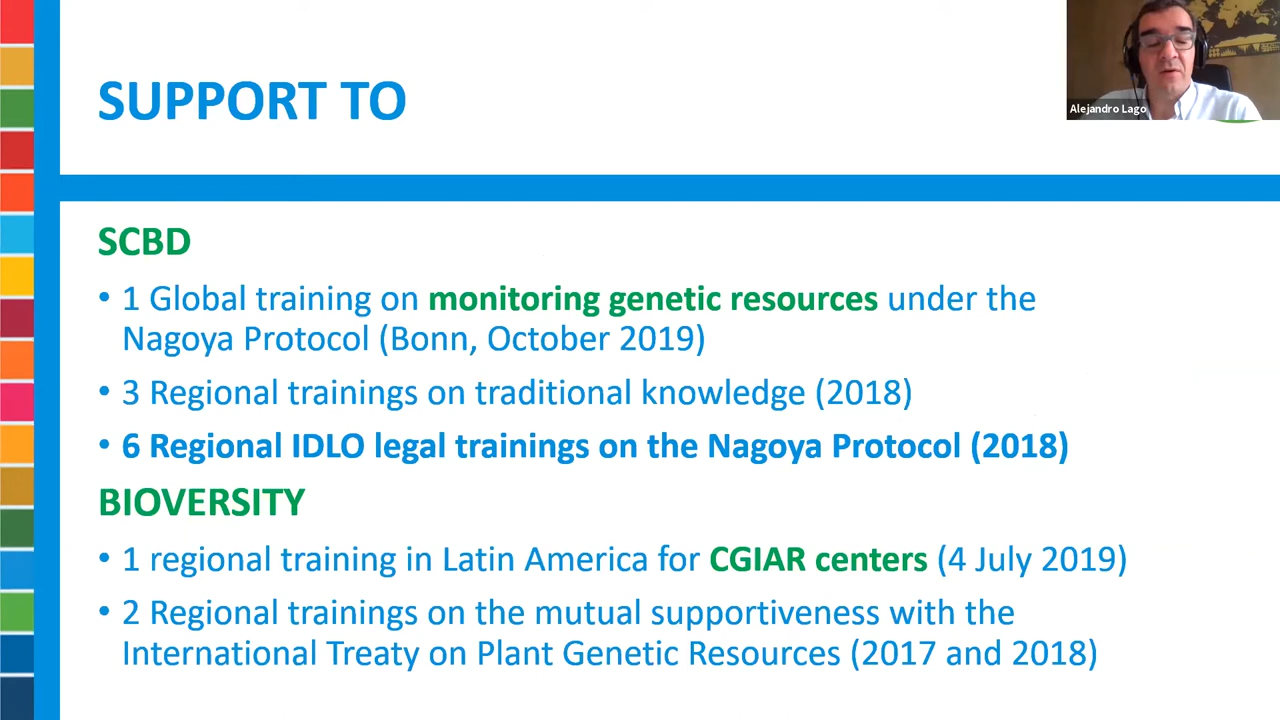 SUPPORT TO
Alejandro Lago
SCBD
• 1 Global training on monitoring genetic resources under the
Nagoya Protocol (Bonn, October 2019)
• 3 Regional trainings on traditional knowledge (2018)
• 6 Regional IDLO legal trainings on the Nagoya Protocol (2018)
BIOVERSITY
• 1 regional training in Latin America for CGIAR centers (4 July 2019)
• 2 Regional trainings on the mutual supportiveness with the
International Treaty on Plant Genetic Resources (2017 and 2018)